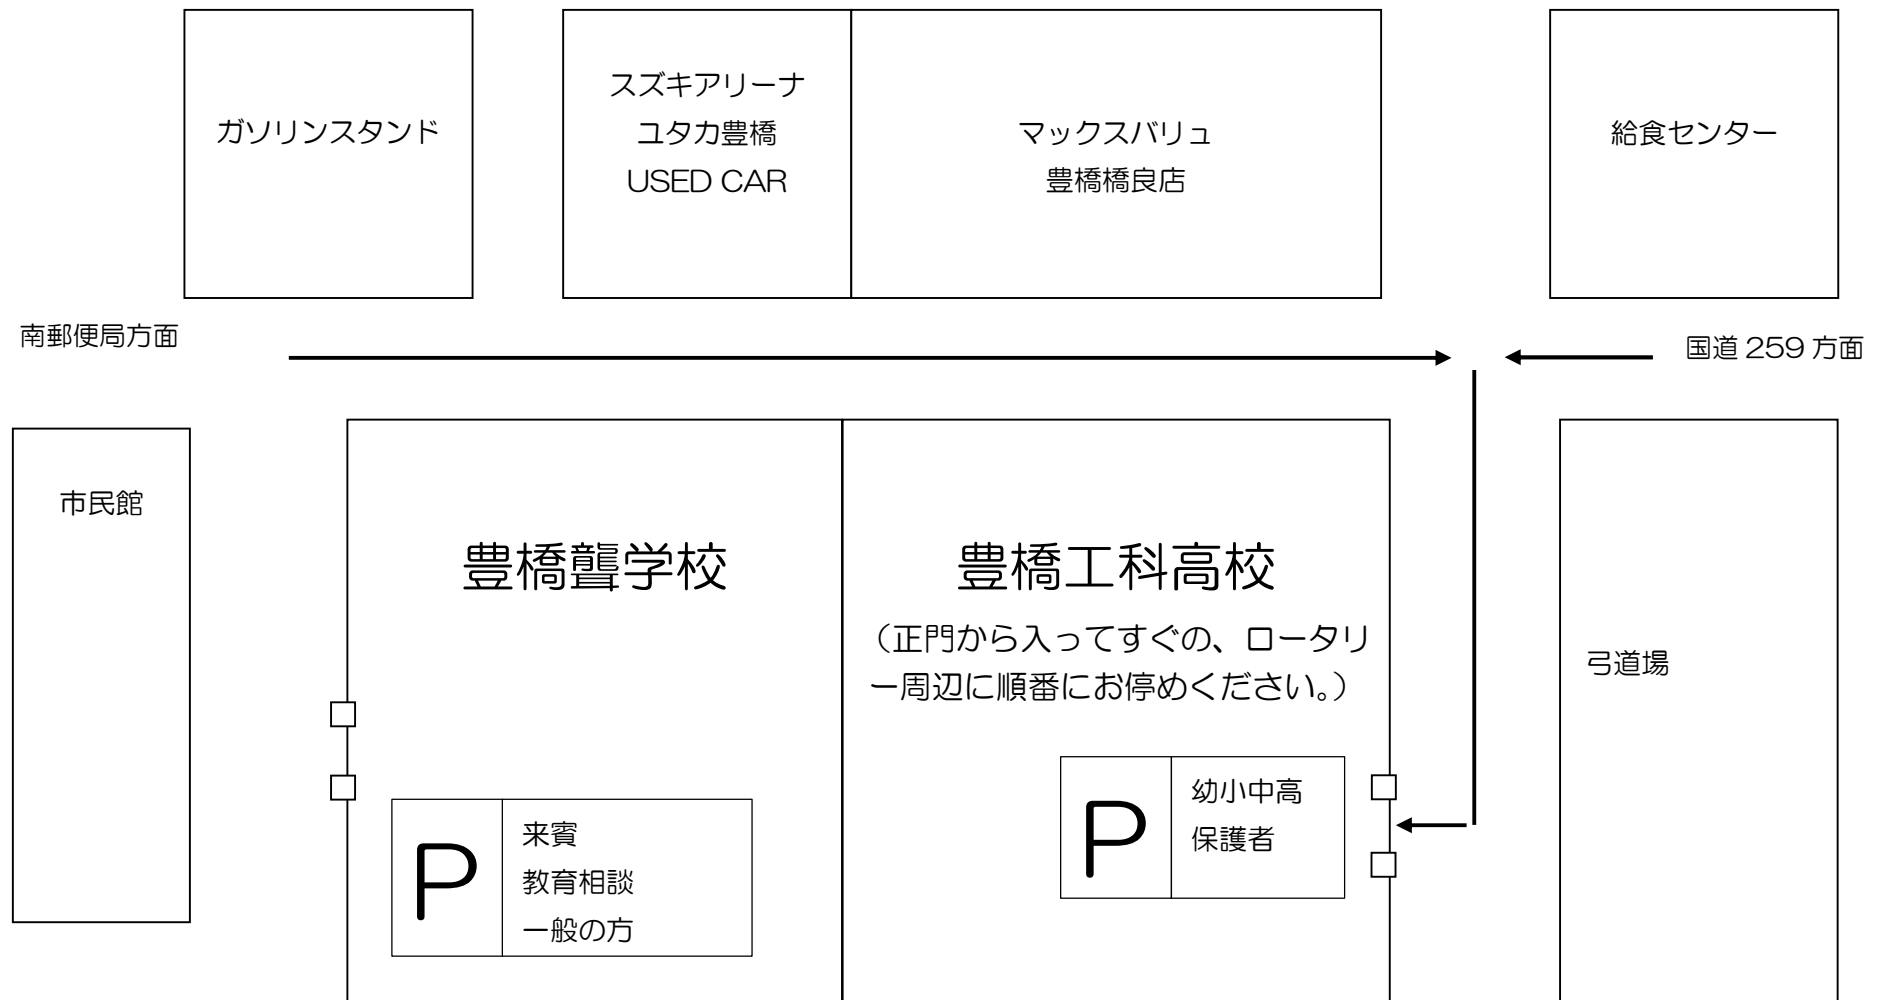 ガソリンスタンド
スズキアリーナ
ユタカ豊橋
USED CAR
マックスバリュ
豊橋橋良店
給食センター
南郵便局方面
国道 259 方面
市民館
豊橋聾学校
豊橋工科高校
（正門から入ってすぐの、ロータリ
ー周辺に順番にお停めください。）
弓道場
P
幼小中高
保護者
P
来賓
教育相談
一般の方